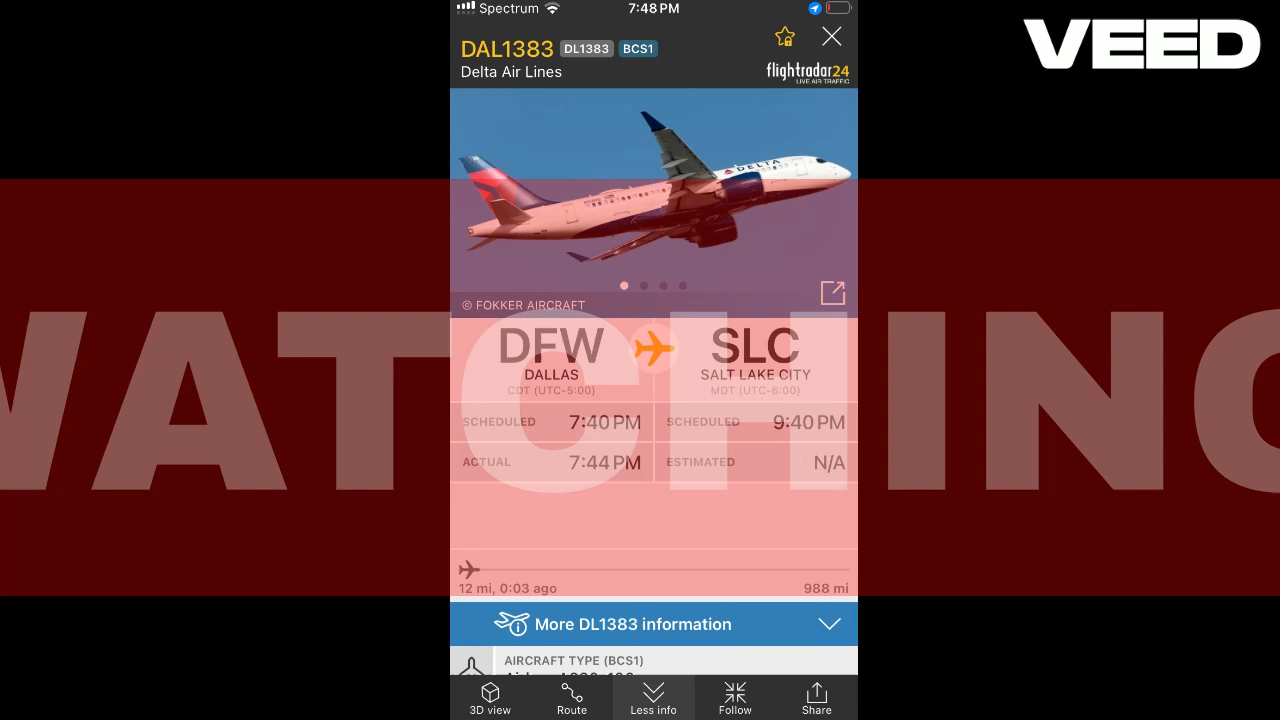 Spectrum 7:48 PM
VEED
DAL1383 DL1383 BCS1
Delta Air Lines
flightradar24
LIVE AIR TRAFFIC
DELTA
© FOKKER AIRCRAFT
WATCHING
DFW SLC
DALLAS SALT LAKE CITY
CDT (UTC-5:00) MDT (UTC-6:00)
SCHEDULED 7:40 PM SCHEDULED 9:40 PM
ACTUAL 7:44 PM ESTIMATED N/A
12 mi, 0:03 ago 988 mi
More DL1383 information
AIRCRAFT TYPE (BCS1)
3D view Route Less info Follow Share